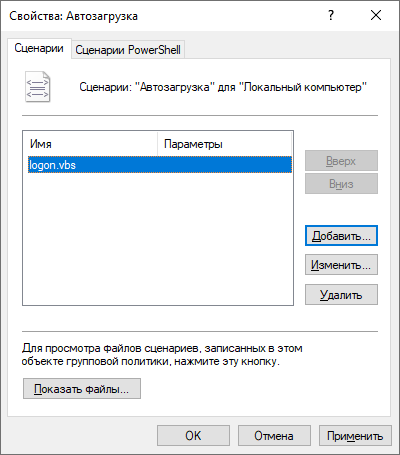 Свойства: Автозагрузка
Сценарии
Сценарии PowerShell
Сценарии: "Автозагрузка" для "Локальный компьютер"
Имя
Параметры
logon.vbs
Вверх
Вниз
Добавить...
Изменить...
Удалить
Для просмотра файлов сценариев, записанных в этом
объекте групповой политики, нажмите эту кнопку.
Показать файлы...
OK
Отмена
Применить